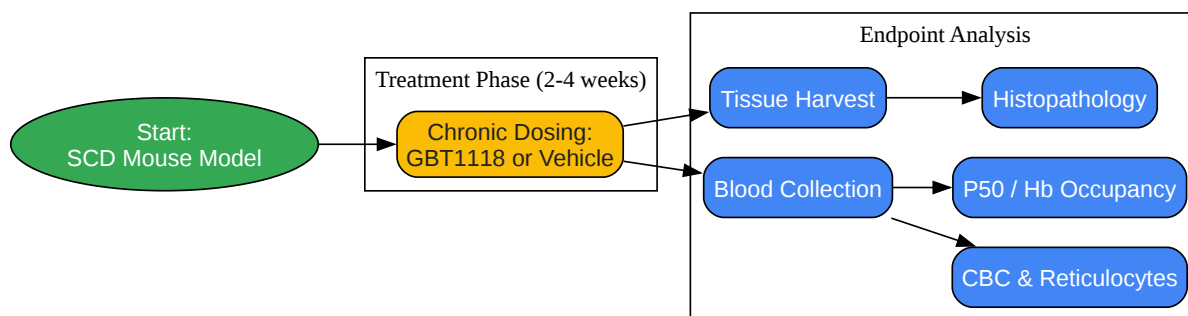 Start:
SCD Mouse Model
Treatment Phase (2-4 weeks)
Chronic Dosing:
GBT1118 or Vehicle
Endpoint Analysis
Tissue Harvest
Histopathology
Blood Collection
P50 / Hb Occupancy
CBC & Reticulocytes